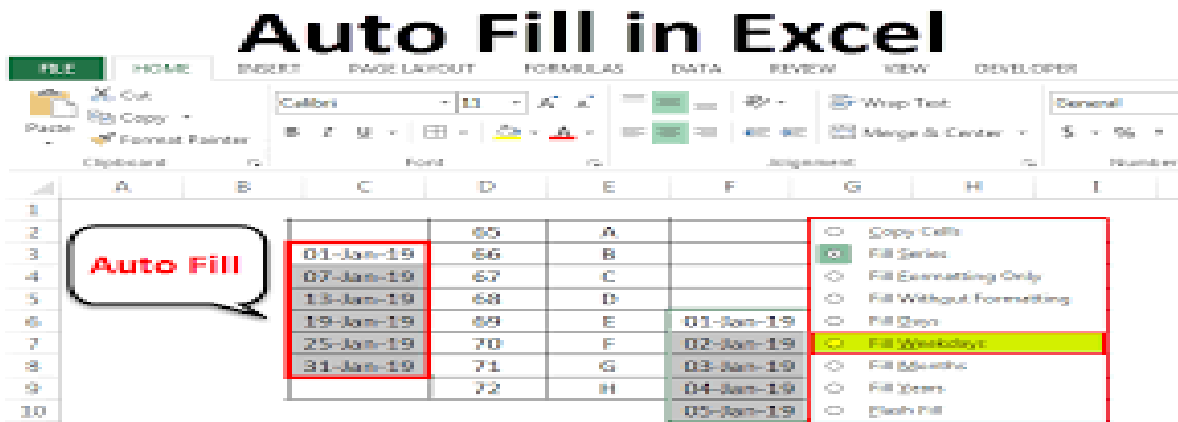 Auto Fill in Excel
FILE HOME INSERT PAGE LAYOUT FORMULAS DATA REVIEW VIEW DEVELOPER
Cut Calibri 11 A A Wrap Text General
Paste Copy
Format Painter B I U A Merge & Center $ %
Clipboard Font Alignment Number
A B C D E F G H I
1
2 65 A Copy Cells
3 01-Jan-19 66 B Fill Series
Auto Fill
4 07-Jan-19 67 C Fill Formatting Only
5 13-Jan-19 68 D Fill Without Formatting
6 19-Jan-19 69 E 01-Jan-19 Fill Days
7 25-Jan-19 70 F 02-Jan-19 Fill Weekdays
8 31-Jan-19 71 G 03-Jan-19 Fill Months
9 72 H 04-Jan-19 Fill Years
10 05-Jan-19 Flash Fill